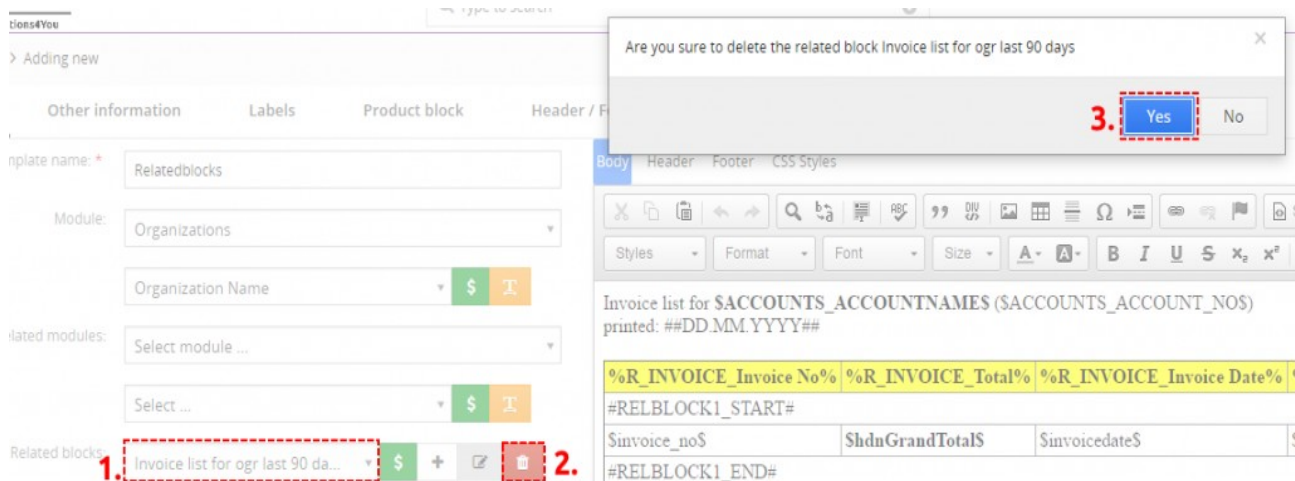 Type to search
tions4You
> Adding new
Other information Labels Product block Header / F
mplate name: * Relatedblocks
Module: Organizations
Organization Name $ T
elated modules: Select module ...
Select ... $ T
Related blocks: Invoice list for ogr last 90 da... $ +
1. 2.
Are you sure to delete the related block Invoice list for ogr last 90 days ×
3. Yes No
Body Header Footer CSS Styles
Styles Format Font Size A A B I U S x₂ x²
Invoice list for $ACCOUNTS_ACCOUNTNAME$ ($ACCOUNTS_ACCOUNT_NO$)
printed: ##DD.MM.YYYY##
%R_INVOICE_Invoice No% %R_INVOICE_Total% %R_INVOICE_Invoice Date%
#RELBLOCK1_START#
$invoice_no$ $hdnGrandTotal$ $invoicedate$
#RELBLOCK1_END#